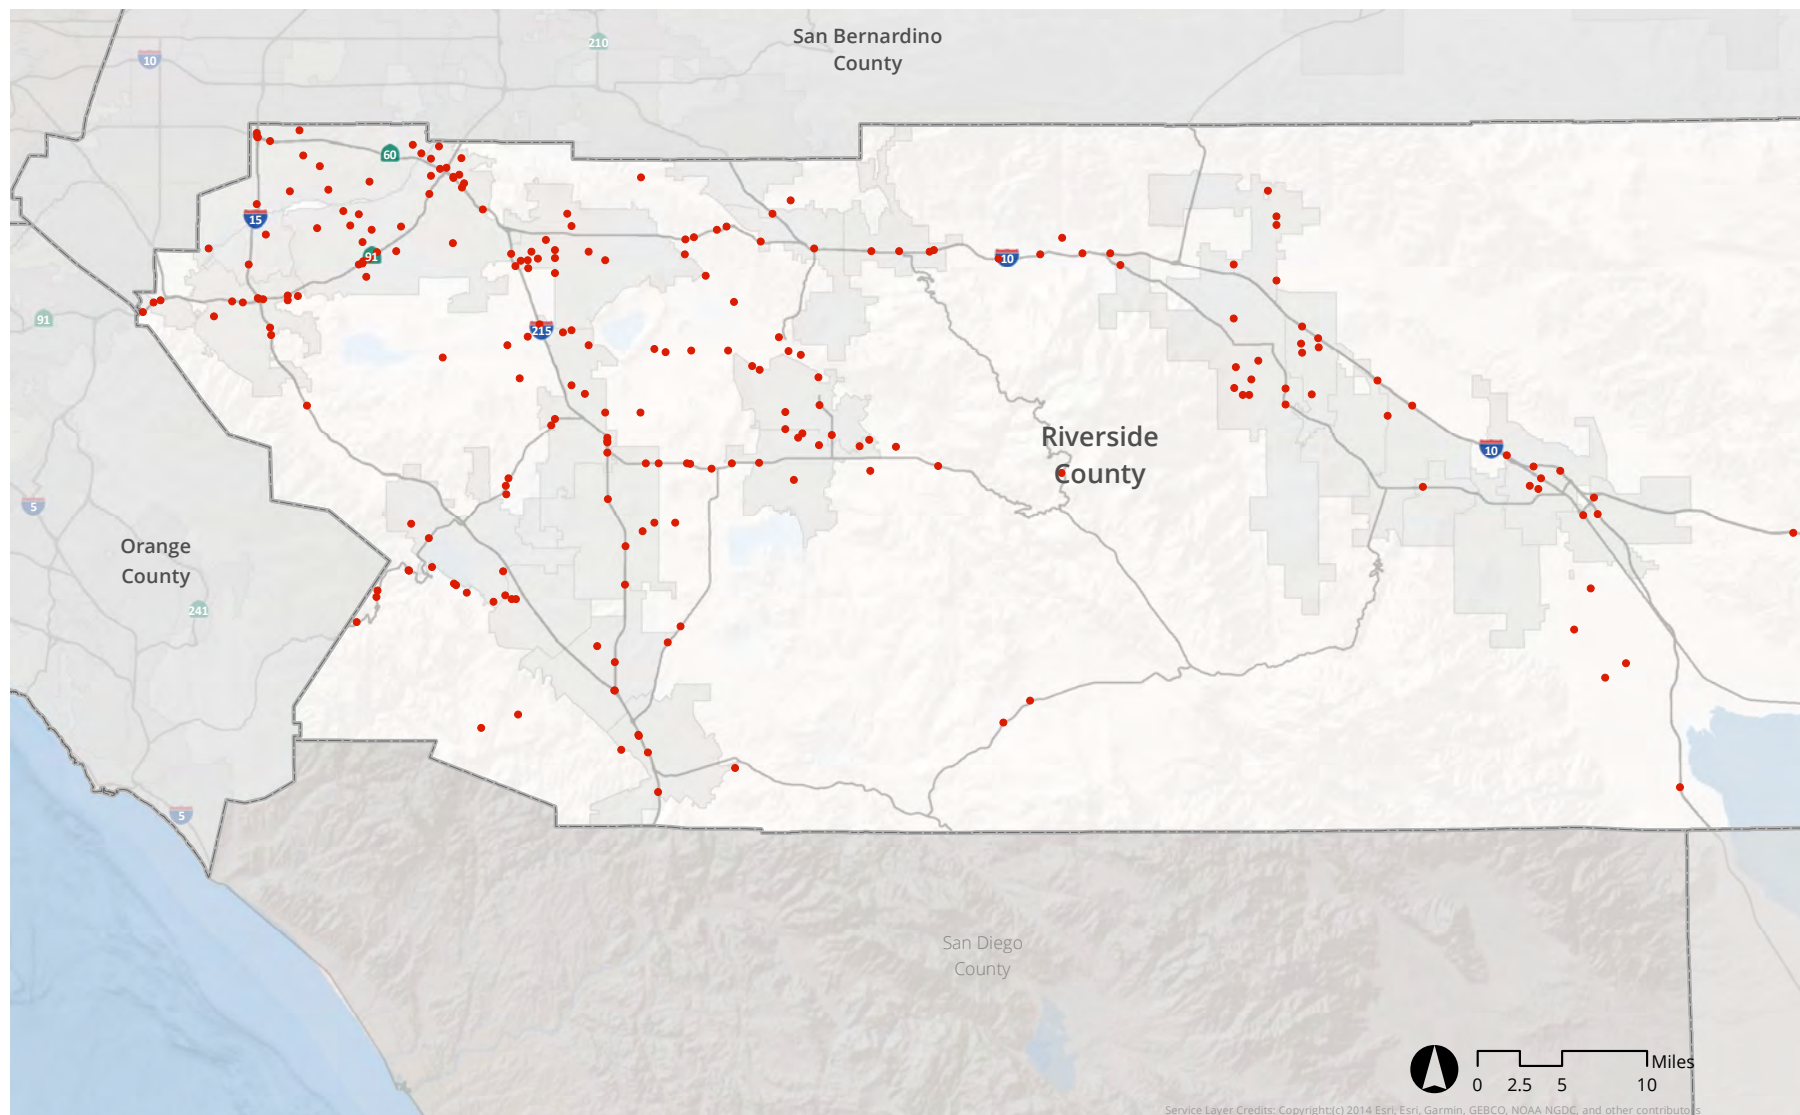 San Bernardino
County
210
10
60
15
91
10
91
215
Riverside
County
10
5
Orange
County
241
5
San Diego
County
Miles
0 2.5 5 10
Service Layer Credits: Copyright:(c) 2014 Esri, Esri, Garmin, GEBCO, NOAA NGDC, and other contributors